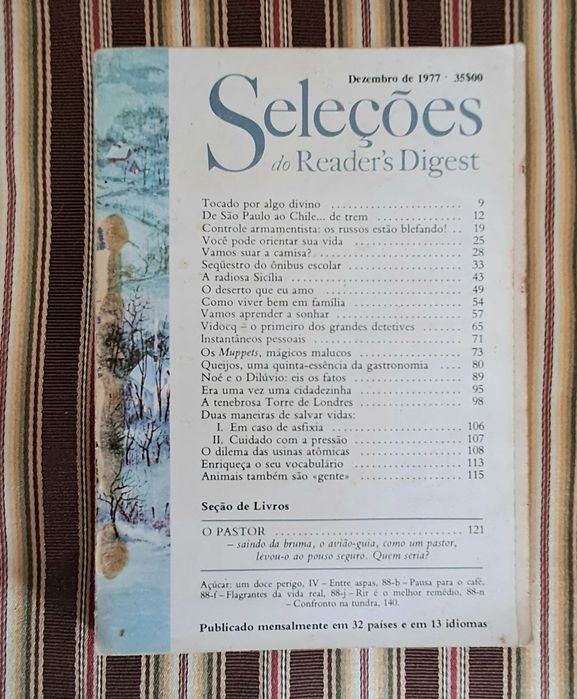 Dezembro de 1977 · 35$00
Seleções
do Reader's Digest
Tocado por algo divino .................... 9
De São Paulo ao Chile... de trem .............. 12
Controle armamentista: os russos estão blefando! .. 19
Você pode orientar sua vida ................. 25
Vamos suar a camisa? ...................... 28
Seqüestro do ônibus escolar .................. 33
A radiosa Sicília ........................... 43
O deserto que eu amo ...................... 49
Como viver bem em família .................. 54
Vamos aprender a sonhar .................... 57
Vidocq – o primeiro dos grandes detetives ....... 65
Instantâneos pessoais ....................... 71
Os Muppets, mágicos malucos ................ 73
Queijos, uma quinta-essência da gastronomia .... 80
Noé e o Dilúvio: eis os fatos ................. 89
Era uma vez uma cidadezinha ................ 95
A tenebrosa Torre de Londres ................ 98
Duas maneiras de salvar vidas:
I. Em caso de asfixia ..................... 106
II. Cuidado com a pressão ................. 107
O dilema das usinas atômicas ................ 108
Enriqueça o seu vocabulário ................. 113
Animais também são «gente» ................ 115
Seção de Livros
O PASTOR ............................... 121
– saindo da bruma, o avião-guia, como um pastor,
levou-o ao pouso seguro. Quem seria?
Açúcar: um doce perigo, IV – Entre aspas, 88-b – Pausa para o café,
88-f – Flagrantes da vida real, 88-j – Rir é o melhor remédio, 88-n
– Confronto na tundra, 140.
Publicado mensalmente em 32 países e em 13 idiomas